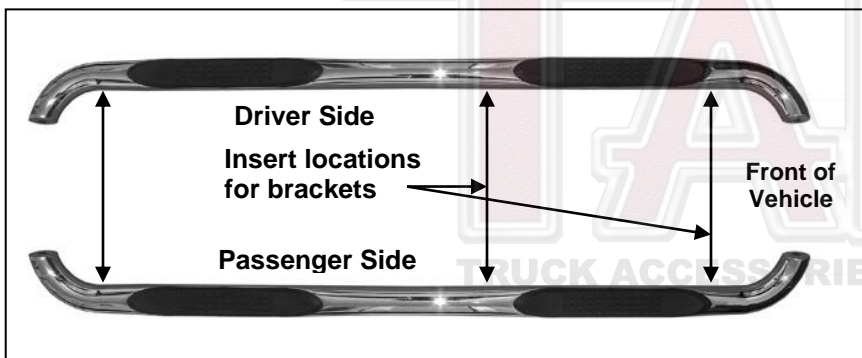 Driver Side
Insert locations
for brackets
Front of
Vehicle
Passenger Side
TRUCK ACCESSORIE